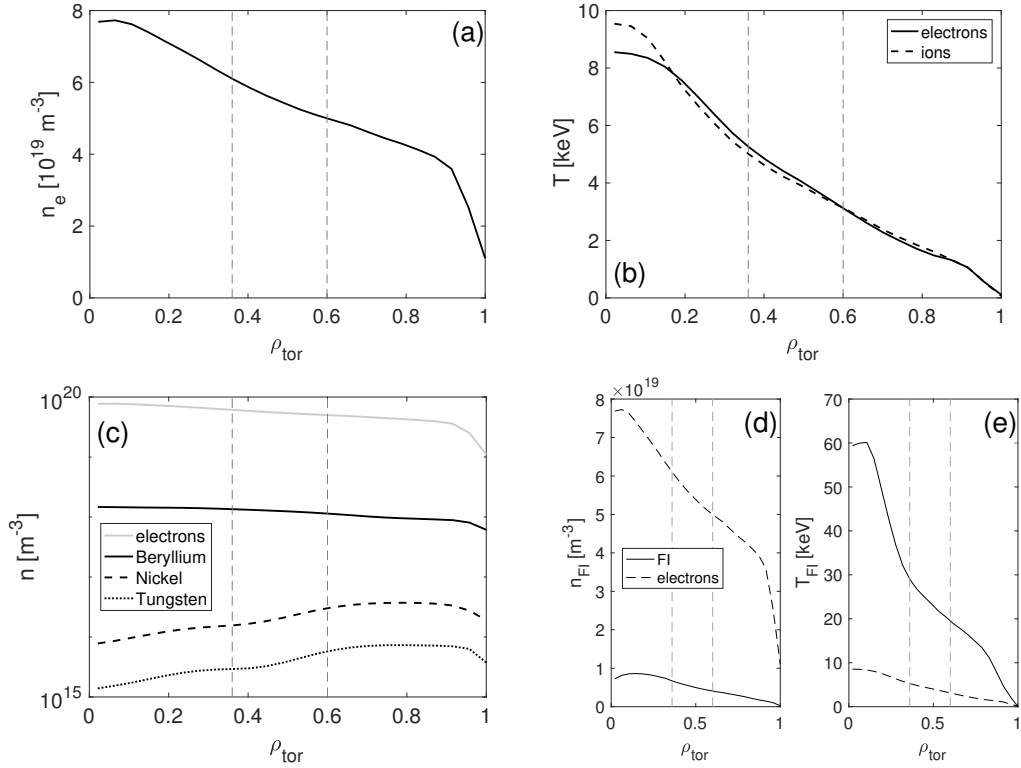 (a)
n_e [10^19 m^-3]
8
6
4
2
0
0 0.2 0.4 0.6 0.8 1
ρ_tor
(b)
T [keV]
10
8
6
4
2
0
0 0.2 0.4 0.6 0.8 1
ρ_tor
electrons
ions
(c)
n [m^-3]
10^20
10^15
0 0.2 0.4 0.6 0.8 1
ρ_tor
electrons
Beryllium
Nickel
Tungsten
(d)
×10^19
n_FI [m^-3]
8
7
6
5
4
3
2
1
0
0 0.5 1
ρ_tor
FI
electrons
(e)
T_FI [keV]
70
60
50
40
30
20
10
0
0 0.5 1
ρ_tor